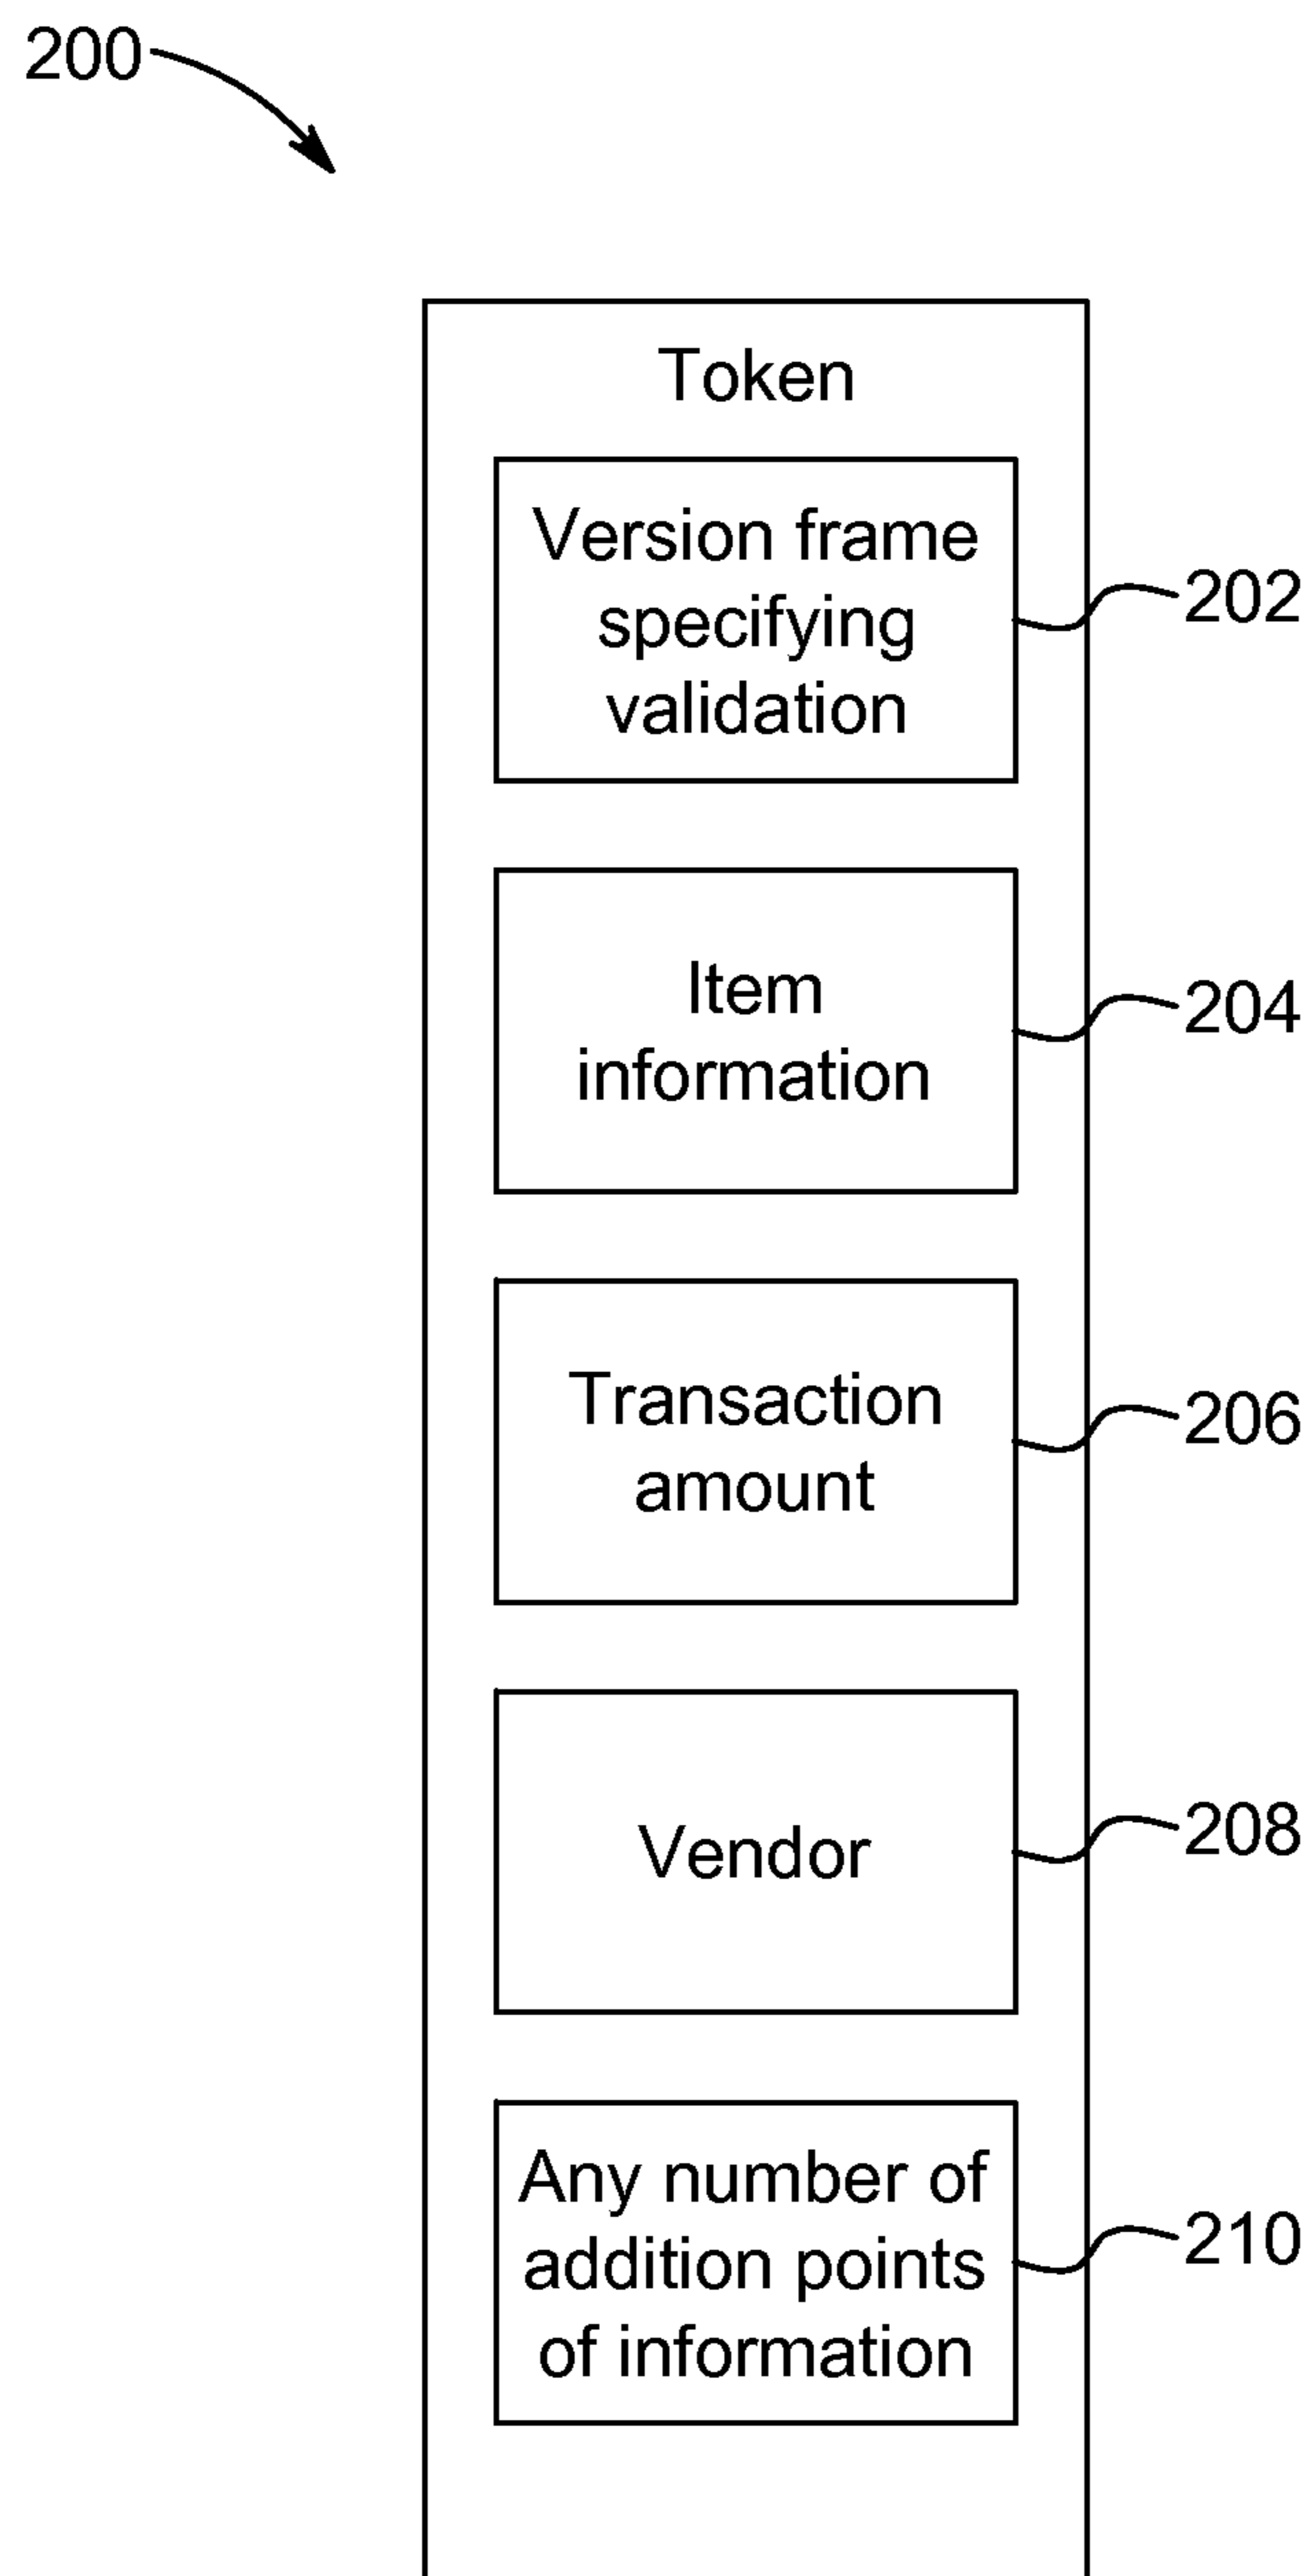 200
Token
Version frame
specifying
validation
202
Item
information
204
Transaction
amount
206
Vendor
208
Any number of
addition points
of information
210